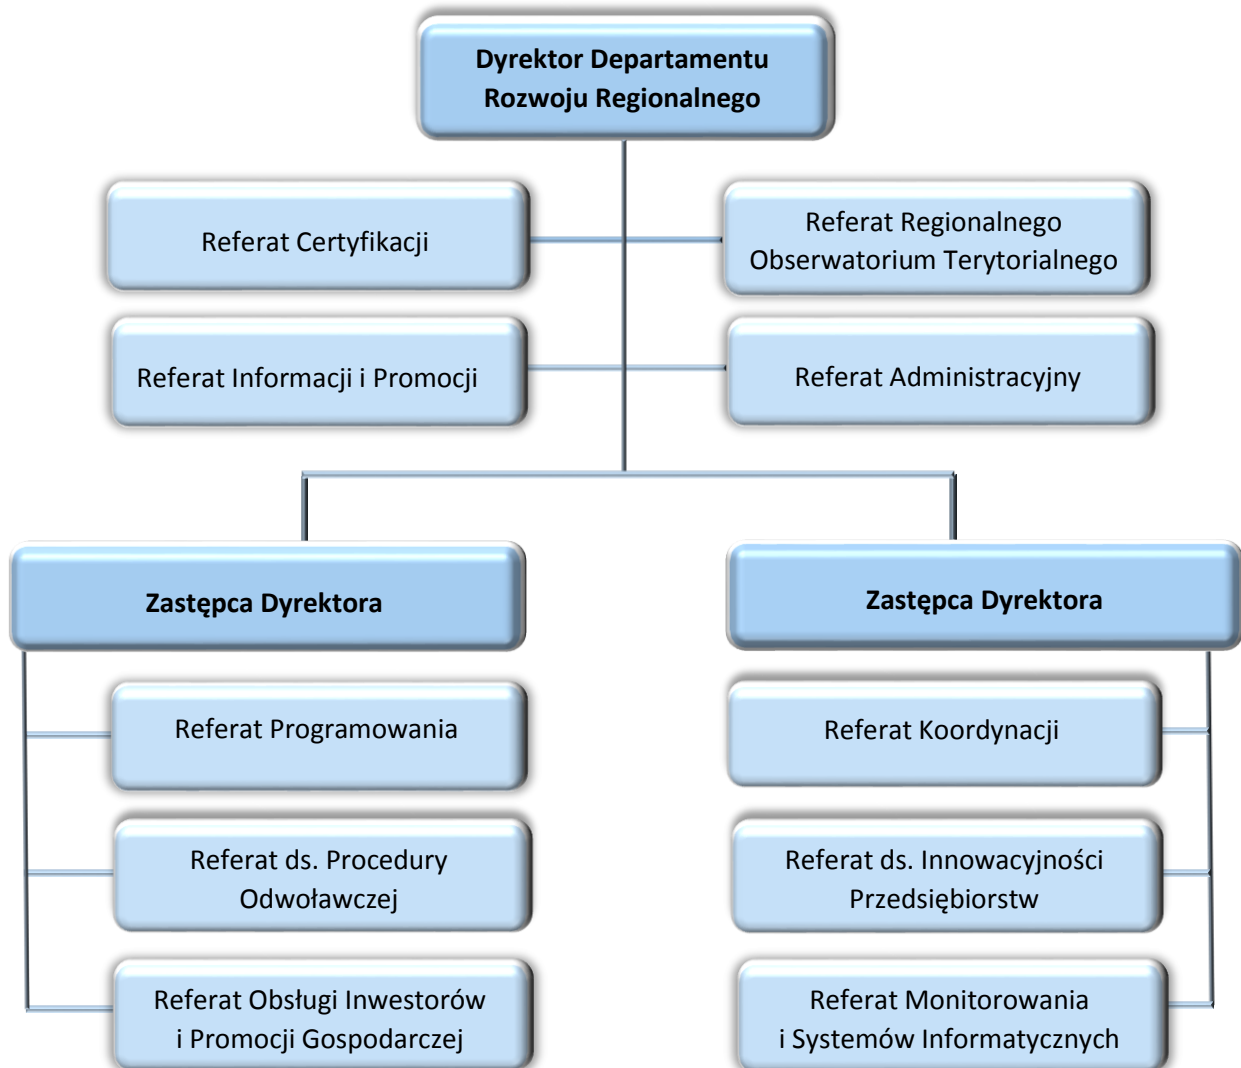 Dyrektor Departamentu
Rozwoju Regionalnego
Referat Certyfikacji
Referat Regionalnego
Obserwatorium Terytorialnego
Referat Informacji i Promocji
Referat Administracyjny
Zastępca Dyrektora
Zastępca Dyrektora
Referat Programowania
Referat Koordynacji
Referat ds. Procedury
Odwoławczej
Referat ds. Innowacyjności
Przedsiębiorstw
Referat Obsługi Inwestorów
i Promocji Gospodarczej
Referat Monitorowania
i Systemów Informatycznych